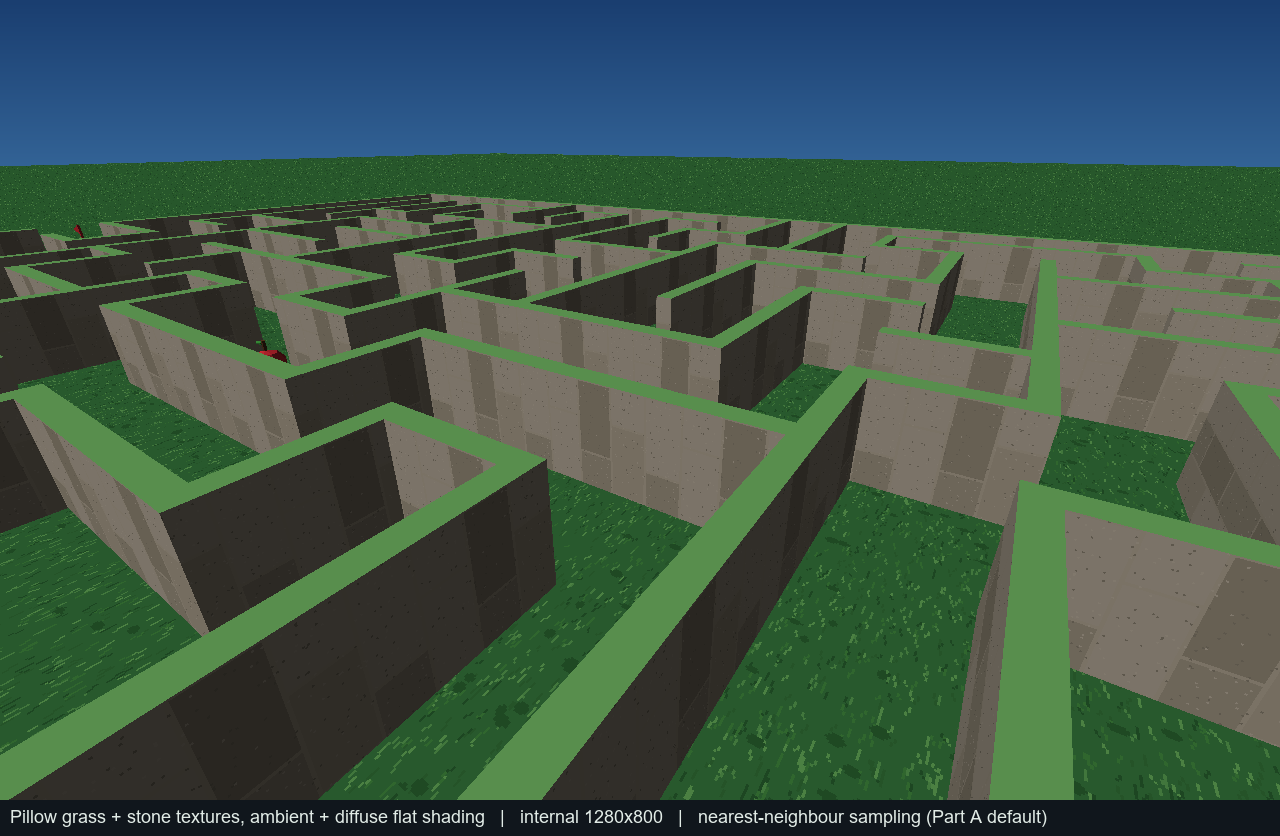 Pillow grass + stone textures, ambient + diffuse flat shading | internal 1280x800 | nearest-neighbour sampling (Part A default)